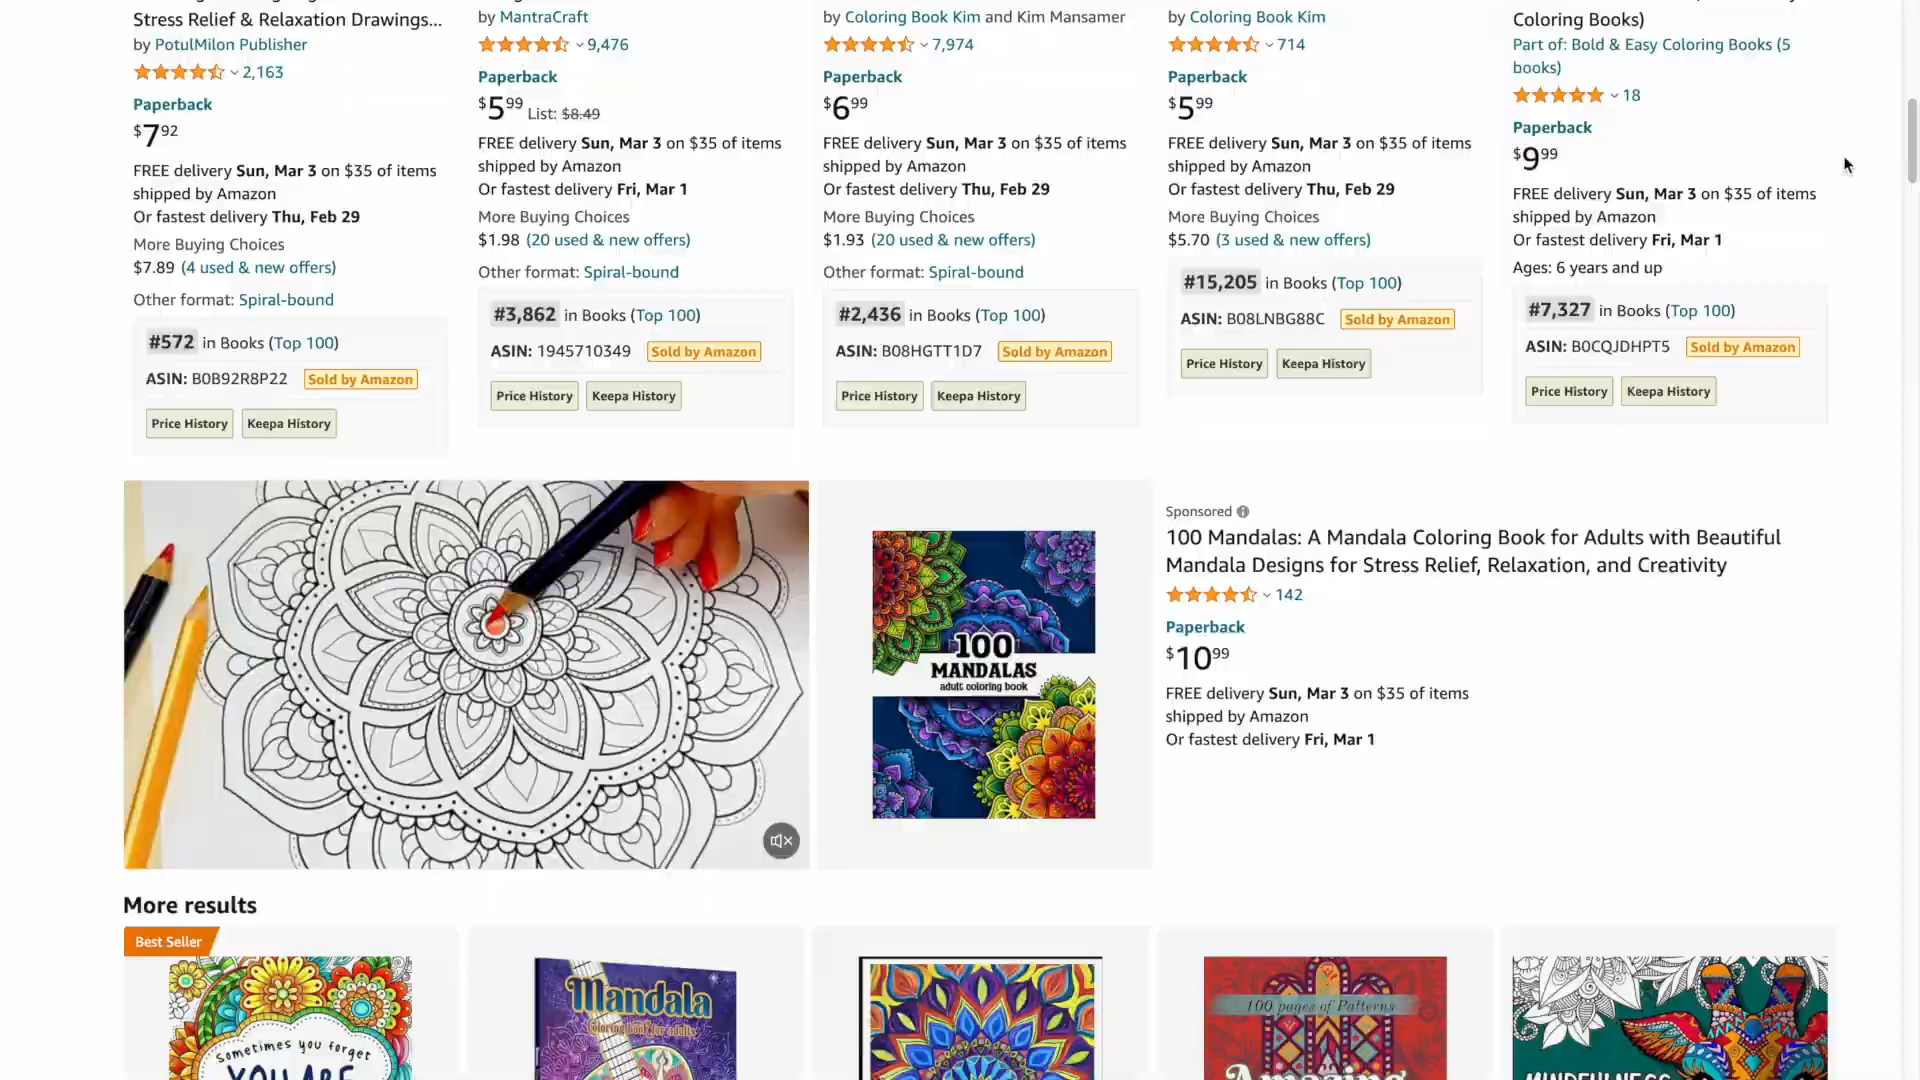 Stress Relief & Relaxation Drawings...
by PotulMilon Publisher
2,163
Paperback
$7 92
FREE delivery Sun, Mar 3 on $35 of items
shipped by Amazon
Or fastest delivery Thu, Feb 29
More Buying Choices
$7.89 (4 used & new offers)
Other format: Spiral-bound
#572 in Books (Top 100)
ASIN: B0B92R8P22 Sold by Amazon
Price History Keepa History
by MantraCraft
9,476
Paperback
$5 99 List: $8.49
FREE delivery Sun, Mar 3 on $35 of items
shipped by Amazon
Or fastest delivery Fri, Mar 1
More Buying Choices
$1.98 (20 used & new offers)
Other format: Spiral-bound
#3,862 in Books (Top 100)
ASIN: 1945710349 Sold by Amazon
Price History Keepa History
by Coloring Book Kim and Kim Mansamer
7,974
Paperback
$6 99
FREE delivery Sun, Mar 3 on $35 of items
shipped by Amazon
Or fastest delivery Thu, Feb 29
More Buying Choices
$1.93 (20 used & new offers)
Other format: Spiral-bound
#2,436 in Books (Top 100)
ASIN: B08HGTT1D7 Sold by Amazon
Price History Keepa History
by Coloring Book Kim
714
Paperback
$5 99
FREE delivery Sun, Mar 3 on $35 of items
shipped by Amazon
Or fastest delivery Thu, Feb 29
More Buying Choices
$5.70 (3 used & new offers)
#15,205 in Books (Top 100)
ASIN: B08LNBG88C Sold by Amazon
Price History Keepa History
Coloring Books)
Part of: Bold & Easy Coloring Books (5
books)
18
Paperback
$9 99
FREE delivery Sun, Mar 3 on $35 of items
shipped by Amazon
Or fastest delivery Fri, Mar 1
Ages: 6 years and up
#7,327 in Books (Top 100)
ASIN: B0CQJDHPT5 Sold by Amazon
Price History Keepa History
100
MANDALAS
adult coloring book
Sponsored
100 Mandalas: A Mandala Coloring Book for Adults with Beautiful
Mandala Designs for Stress Relief, Relaxation, and Creativity
142
Paperback
$10 99
FREE delivery Sun, Mar 3 on $35 of items
shipped by Amazon
Or fastest delivery Fri, Mar 1
More results
Best Seller
Sometimes you forget
YOU ARE
Mandala
Coloring book for adults
100 pages of Patterns
Amazing
MINDFULNESS